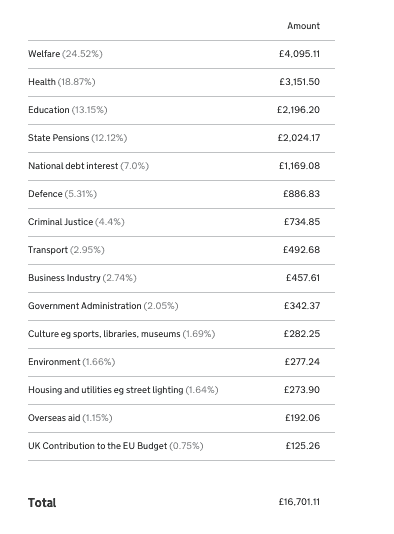 Amount
Welfare (24.52%) £4,095.11
Health (18.87%) £3,151.50
Education (13.15%) £2,196.20
State Pensions (12.12%) £2,024.17
National debt interest (7.0%) £1,169.08
Defence (5.31%) £886.83
Criminal Justice (4.4%) £734.85
Transport (2.95%) £492.68
Business Industry (2.74%) £457.61
Government Administration (2.05%) £342.37
Culture eg sports, libraries, museums (1.69%) £282.25
Environment (1.66%) £277.24
Housing and utilities eg street lighting (1.64%) £273.90
Overseas aid (1.15%) £192.06
UK Contribution to the EU Budget (0.75%) £125.26
Total £16,701.11